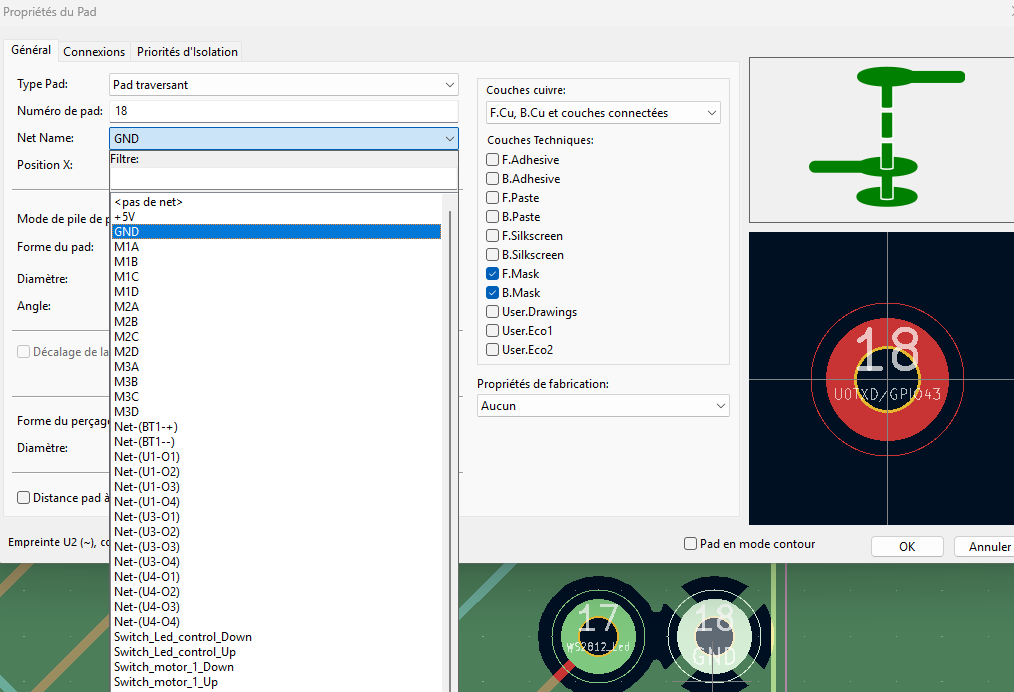 Propriétés du Pad
Général
Connexions
Priorités d'Isolation
Type Pad:
Pad traversant
Numéro de pad:
18
Net Name:
GND
Position X:
Filtre:
<pas de net>
+5V
GND
M1A
M1B
M1C
M1D
M2A
M2B
M2C
M2D
M3A
M3B
M3C
M3D
Net-(BT1-+)
Net-(BT1--)
Net-(U1-O1)
Net-(U1-O2)
Net-(U1-O3)
Net-(U1-O4)
Net-(U3-O1)
Net-(U3-O2)
Net-(U3-O3)
Net-(U3-O4)
Net-(U4-O1)
Net-(U4-O2)
Net-(U4-O3)
Net-(U4-O4)
Switch_Led_control_Down
Switch_Led_control_Up
Switch_motor_1_Down
Switch_motor_1_Up
Mode de pile de p
Forme du pad:
Diamètre:
Angle:
Décalage de la
Forme du perçag
Diamètre:
Distance pad à
Empreinte U2 (~), co
Couches cuivre:
F.Cu, B.Cu et couches connectées
Couches Techniques:
F.Adhesive
B.Adhesive
F.Paste
B.Paste
F.Silkscreen
B.Silkscreen
F.Mask
B.Mask
User.Drawings
User.Eco1
User.Eco2
Propriétés de fabrication:
Aucun
18
U0TXD/GPIO43
Pad en mode contour
OK
Annuler
17
WS2812_Led
18
GND